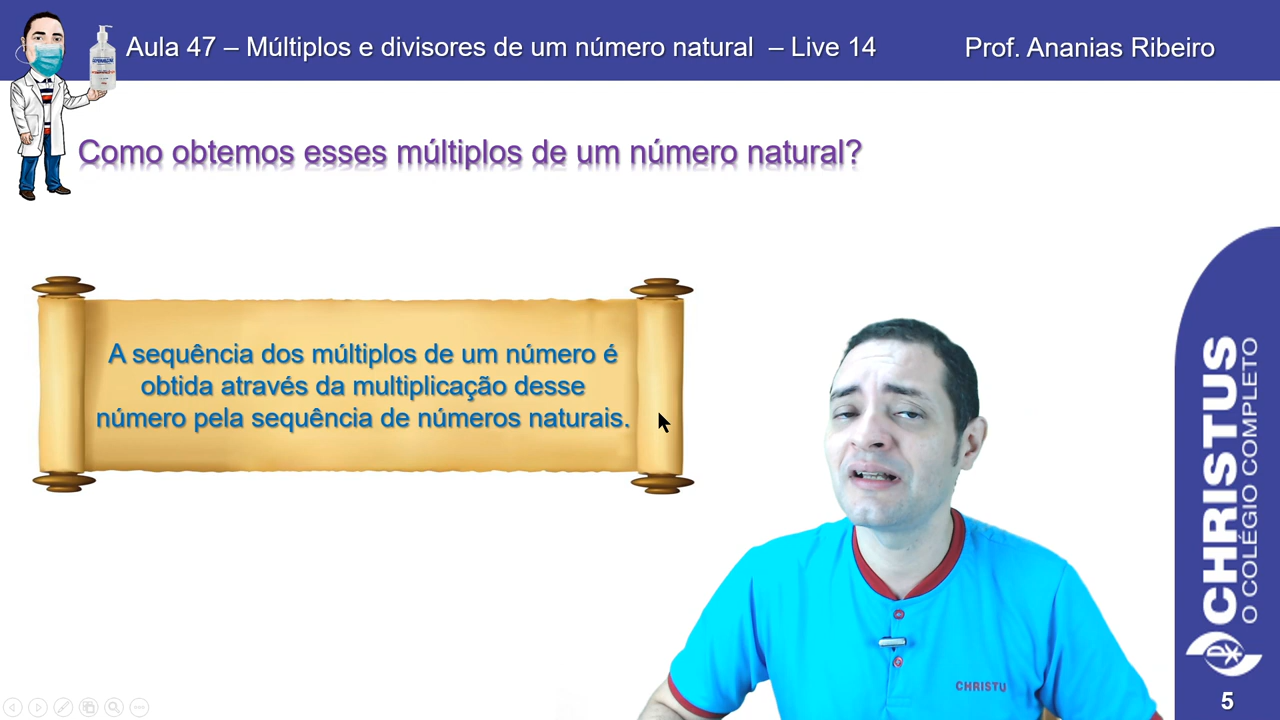 Aula 47 – Múltiplos e divisores de um número natural – Live 14
Prof. Ananias Ribeiro
Como obtemos esses múltiplos de um número natural?
A sequência dos múltiplos de um número é
obtida através da multiplicação desse
número pela sequência de números naturais.
CHRISTU
CHRISTUS
O COLÉGIO COMPLETO
5